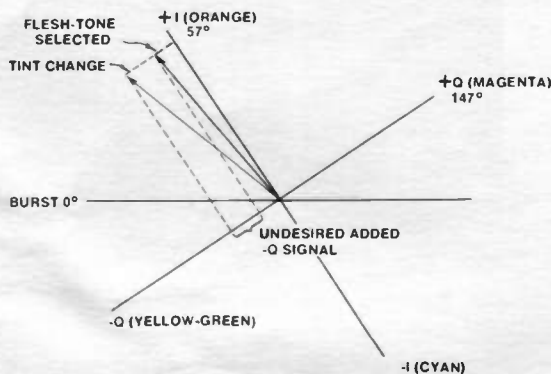 FLESH-TONE
SELECTED
+I (ORANGE)
57°
TINT CHANGE
+Q (MAGENTA)
147°
BURST 0°
UNDESIRED ADDED
-Q SIGNAL
-Q (YELLOW-GREEN)
-I (CYAN)